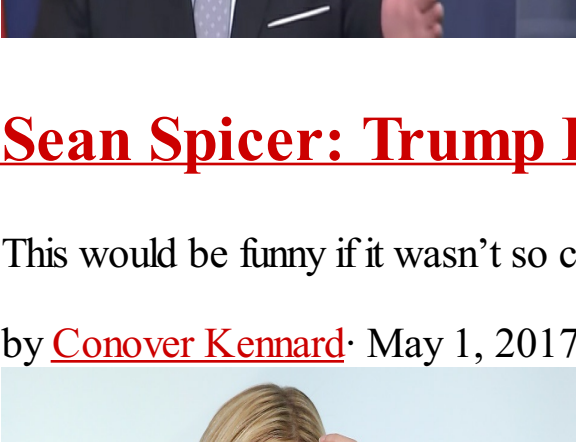 Sean Spicer: Trump
This would be funny if it wasn’t so
by Conover Kennard· May 1, 2017